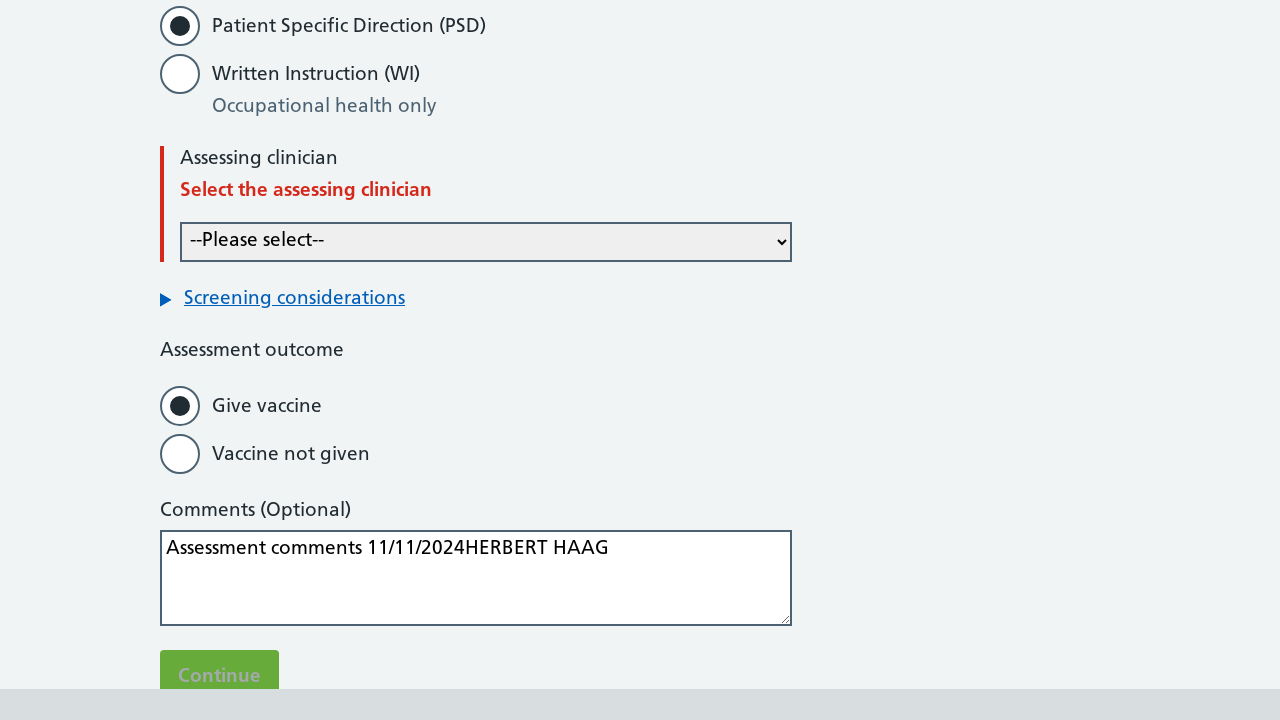 Patient Specific Direction (PSD)
Written Instruction (WI)
Occupational health only
Assessing clinician
Select the assessing clinician
--Please select--
Screening considerations
Assessment outcome
Give vaccine
Vaccine not given
Comments (Optional)
Assessment comments 11/11/2024HERBERT HAAG
Continue